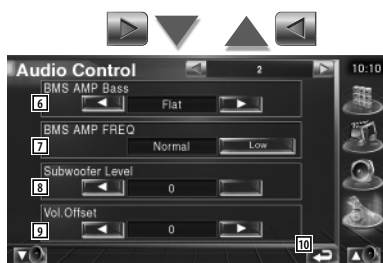 Audio Control 2 10:10
BMS AMP Bass
6 Flat
BMS AMP FREQ
7 Normal Low
Subwoofer Level
8 0
Vol.Offset
9 0
10